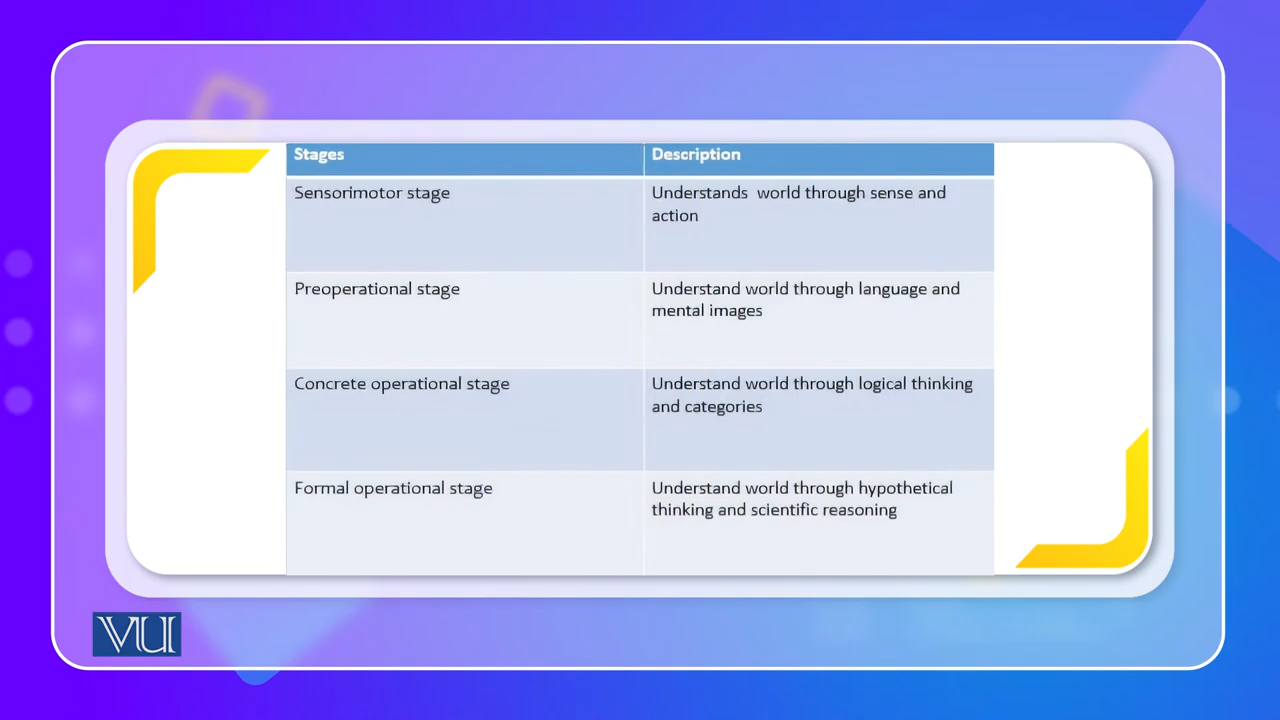 Stages
Description
Sensorimotor stage
Understands world through sense and
action
Preoperational stage
Understand world through language and
mental images
Concrete operational stage
Understand world through logical thinking
and categories
Formal operational stage
Understand world through hypothetical
thinking and scientific reasoning
VU